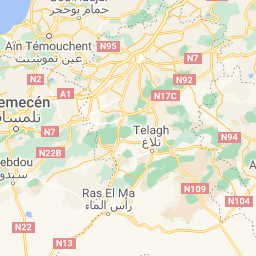 حمام بوحجر
N95
Aïn Témouchent
عين تموشنت
N7
N2
N92
A1
N17C
emecén
تلمسا
N7
Telagh
تلاغ
N94
N22B
ebdou
سبدو
N109
Ras El Ma
رأس الماء
N104
N22
N13